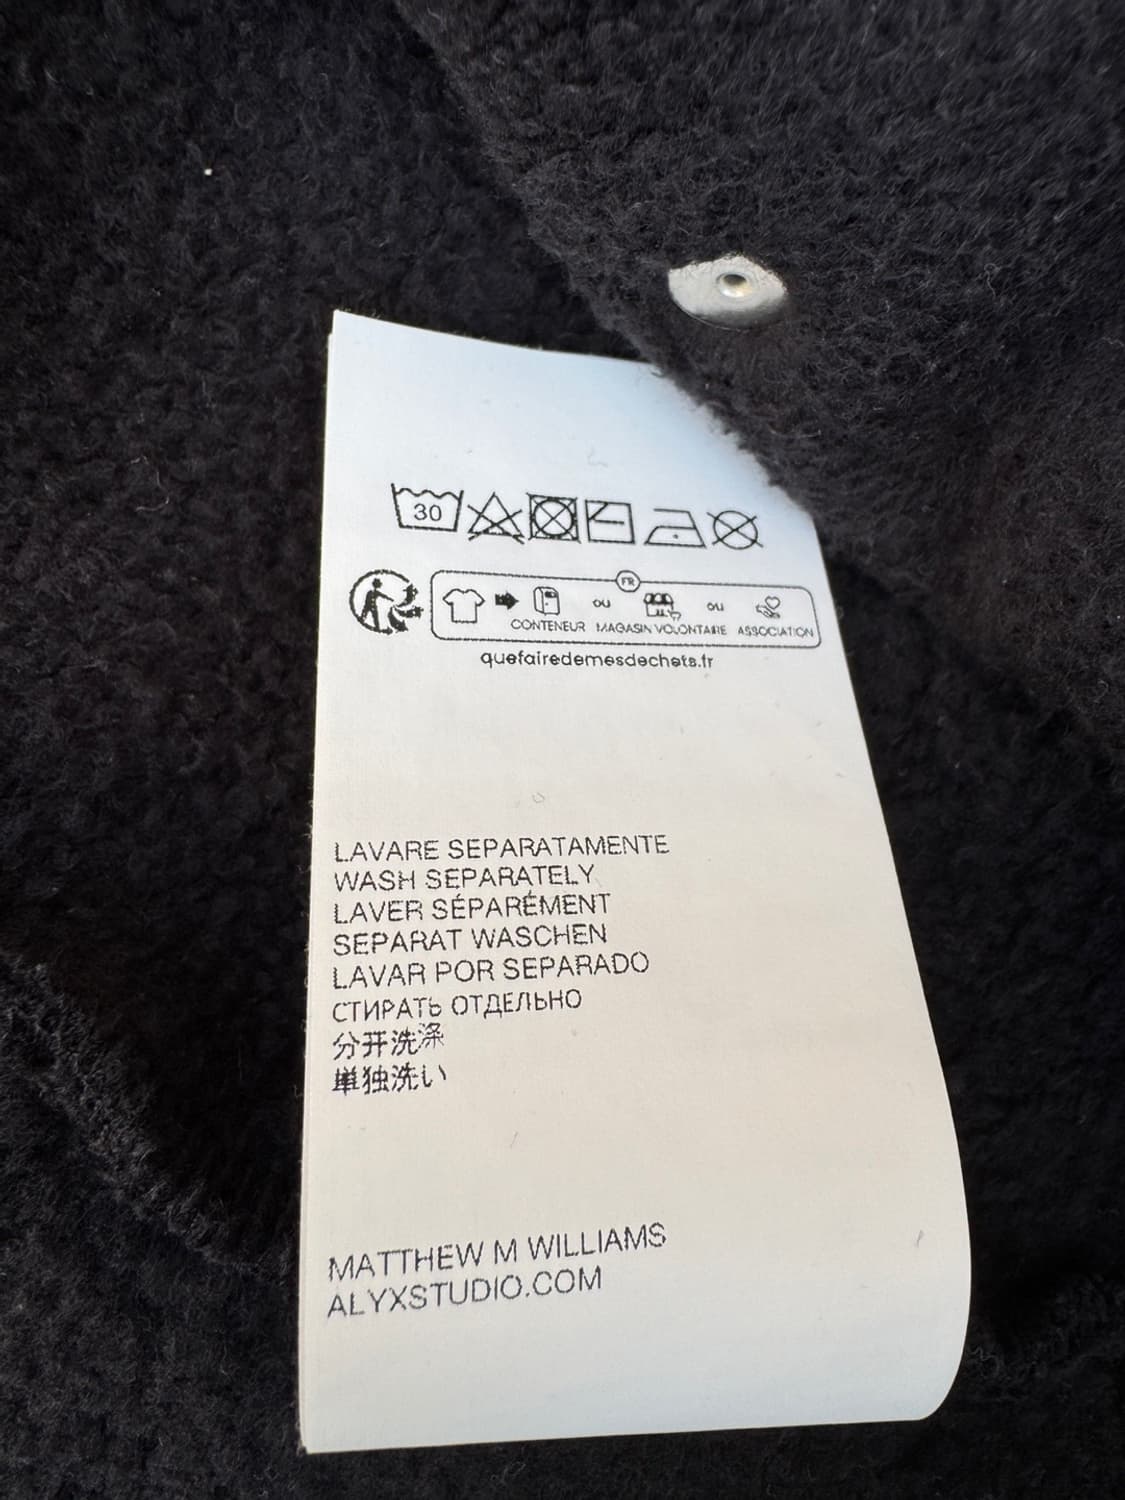 30
FR
ou
ou
CONTENEUR MAGASIN VOLONTAIRE ASSOCIATION
quefairedemesdechets.fr
LAVARE SEPARATAMENTE
WASH SEPARATELY
LAVER SÉPARÉMENT
SEPARAT WASCHEN
LAVAR POR SEPARADO
СТИРАТЬ ОТДЕЛЬНО
分开洗涤
単独洗い
MATTHEW M WILLIAMS
ALYXSTUDIO.COM